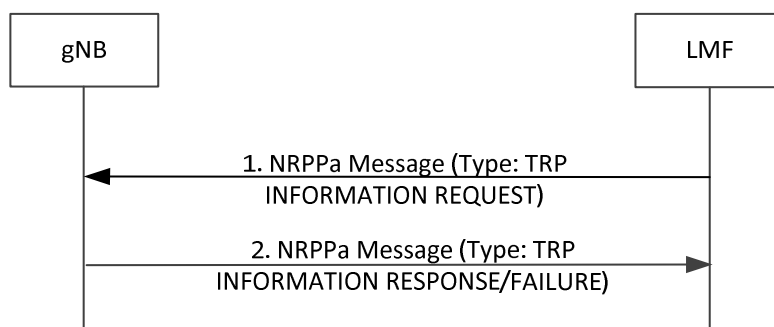 gNB
LMF
1. NRPPa Message (Type: TRP
INFORMATION REQUEST)
2. NRPPa Message (Type: TRP
INFORMATION RESPONSE/FAILURE)